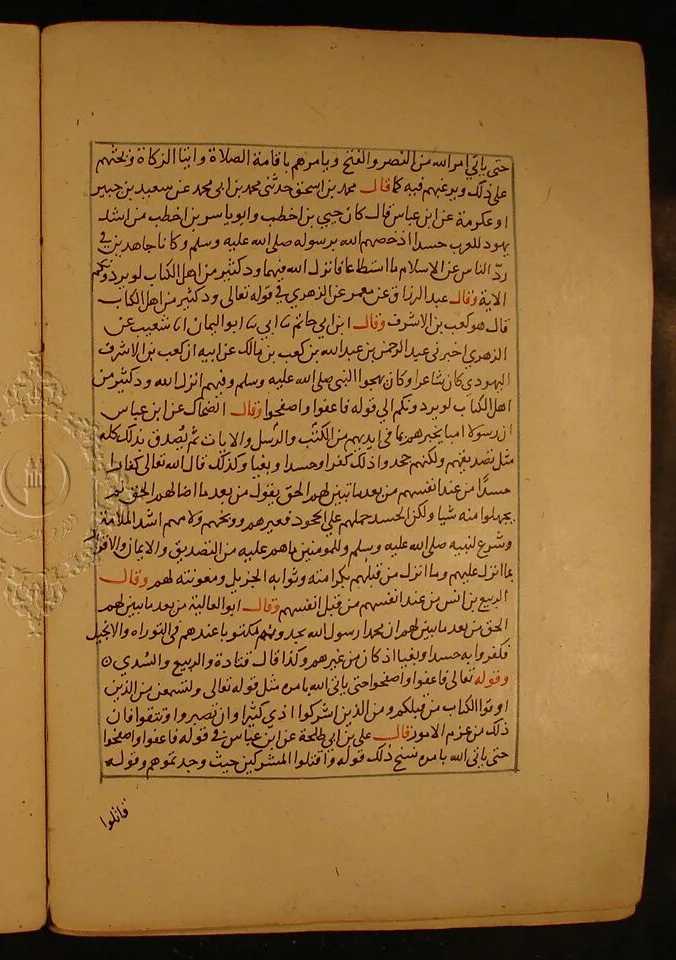 حتى ياتي امر الله من النصر والفتح ويامرهم باقامة الصلاة وايتا الزكاة ويحثهم
على ذلك ويرغبهم فيه كما قال محمد بن اسحق حدثني محمد بن ابي محمد عن سعيد بن جبير
او عكرمة عن ابن عباس قال كان حيي بن اخطب وابو ياسر بن اخطب من اشد
يهود للعرب حسدا اذ خصهم الله برسوله صلى الله عليه وسلم وكانا جاهدين في
رد الناس عن الاسلام ما استطاعا فانزل الله فيهما ود كثير من اهل الكتاب لو يردونكم
الاية وقال عبد الرزاق عن معمر عن الزهري في قوله تعالى ود كثير من اهل الكتاب
قال هو كعب بن الاشرف وقال ابن ابي حاتم ثنا ابي ثنا ابو اليمان انا شعيب عن
الزهري اخبرني عبد الرحمن بن عبد الله بن كعب بن مالك عن ابيه ان كعب بن الاشرف
اليهودي كان شاعرا وكان يهجوا النبي صلى الله عليه وسلم وفيهم انزل الله ود كثير من
اهل الكتاب لو يردونكم الي قوله فاعفوا واصفحوا وقال الضحاك عن ابن عباس
ان رسولا اميا يخبرهم بما في ايديهم من الكتب والرسل والايات ثم يصدق بذلك كله
مثل تصديقهم ولكنهم جحدوا ذلك كفرا وحسدا وبغيا وكذلك قال الله تعالى كفارا
حسدا من عند انفسهم من بعد ما تبين لهم الحق يقول من بعد ما اضا لهم الحق لم
يجهلوا منه شيا ولكن الحسد حملهم علي الجحود فعيرهم ووبخهم ولامهم اشد الملامة
وشرع لنبيه صلى الله عليه وسلم وللمومنين ما هم عليه من التصديق والايمان والاقرار
بما انزل عليهم وما انزل من قبلهم بكرامته وثوابه الجزيل ومعونته لهم وقال
الربيع بن انس من عند انفسهم من قبل انفسهم وقال ابو العالية من بعد ما تبين لهم
الحق من بعد ما تبين لهم ان محمدا رسول الله يجدونه مكتوبا عندهم في التوراه والانجيل
فكفروا به حسدا وبغيا اذ كان من غيرهم وكذا قال قتادة والربيع والسدي
وقوله تعالى فاعفوا واصفحوا حتى ياتي الله بامره مثل قوله تعالى ولتسمعن من الذين
اوتوا الكتاب من قبلكم ومن الذين اشركوا اذي كثيرا وان تصبروا وتتقوا فان
ذلك من عزم الامور قال علي بن ابي طلحة عن ابن عباس في قوله فاعفوا واصفحوا
حتى ياتي الله بامره نسخ ذلك قوله واقتلوا المشركين حيث وجدتموهم وقوله
قاتلوا